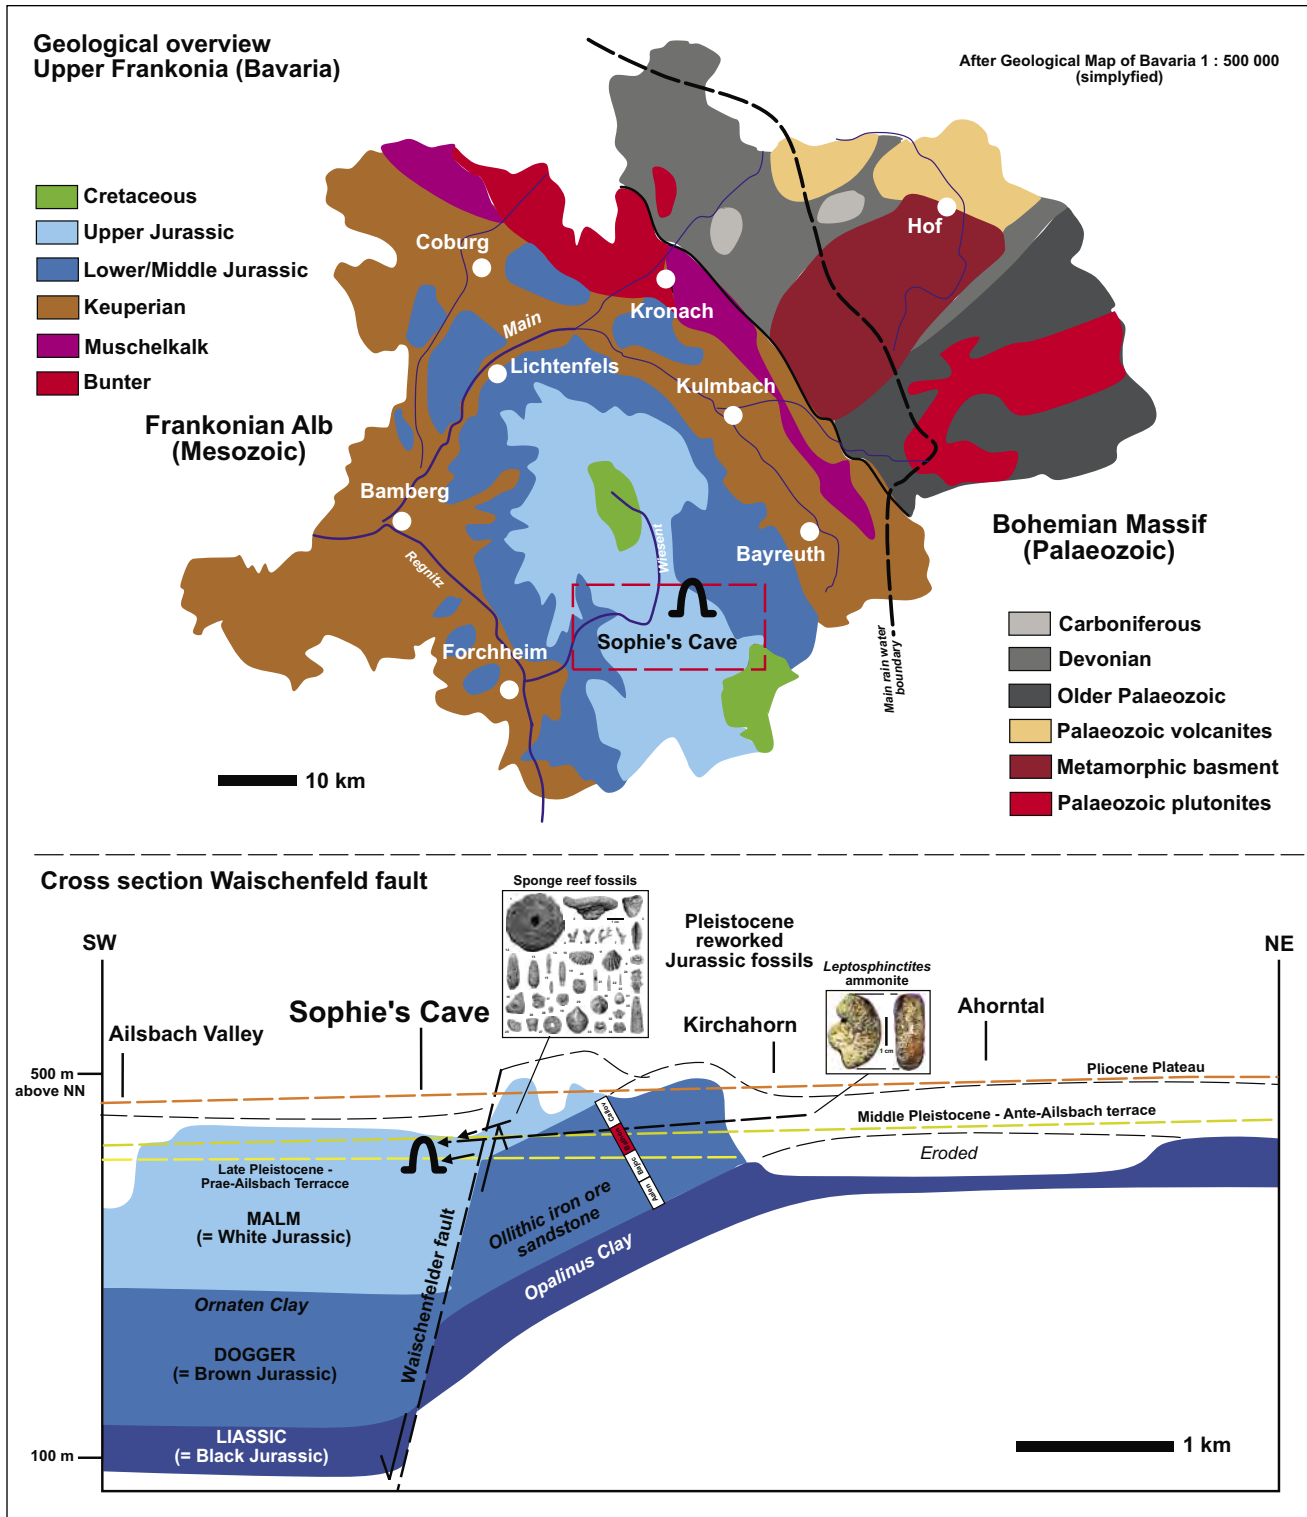 Geological overview
Upper Frankonia (Bavaria)
After Geological Map of Bavaria 1 : 500 000
(simplyfied)
Cretaceous
Upper Jurassic
Lower/Middle Jurassic
Keuperian
Muschelkalk
Bunter
Frankonian Alb
(Mesozoic)
Coburg
Hof
Kronach
Main
Lichtenfels
Kulmbach
Bamberg
Regnitz
Wiesent
Bayreuth
Sophie's Cave
Forchheim
Main rain water
boundary
Bohemian Massif
(Palaeozoic)
Carboniferous
Devonian
Older Palaeozoic
Palaeozoic volcanites
Metamorphic basment
Palaeozoic plutonites
10 km
Cross section Waischenfeld fault
Sponge reef fossils
SW
Pleistocene
reworked
Jurassic fossils
NE
Leptosphinctites
ammonite
1 cm
Sophie's Cave
Ailsbach Valley
Kirchahorn
Ahorntal
500 m
above NN
Pliocene Plateau
Middle Pleistocene - Ante-Ailsbach terrace
Eroded
Callov
Bajoc
Aalen
Late Pleistocene -
Prae-Ailsbach Terracce
MALM
(= White Jurassic)
Ollithic iron ore
sandstone
Opalinus Clay
Waischenfelder fault
Ornaten Clay
DOGGER
(= Brown Jurassic)
LIASSIC
(= Black Jurassic)
100 m
1 km